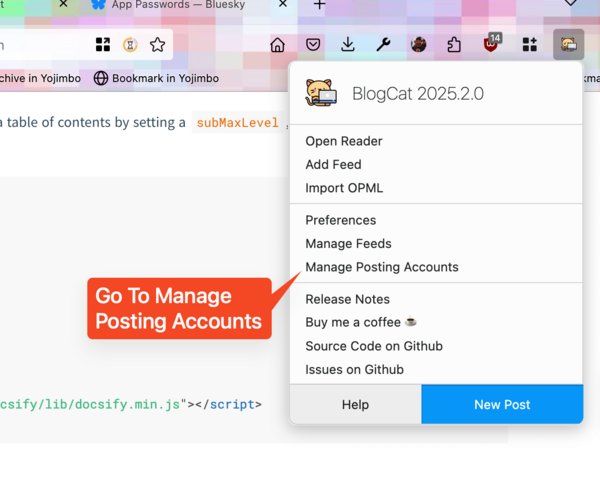 t
App Passwords — Bluesky
n
14
chive in Yojimbo
Bookmark in Yojimbo
kma
BlogCat 2025.2.0
a table of contents by setting a subMaxLevel ,
Open Reader
Add Feed
Import OPML
Preferences
Manage Feeds
Manage Posting Accounts
Go To Manage
Posting Accounts
Release Notes
Buy me a coffee ☕
Source Code on Github
Issues on Github
csify/lib/docsify.min.js"></script>
Help
New Post